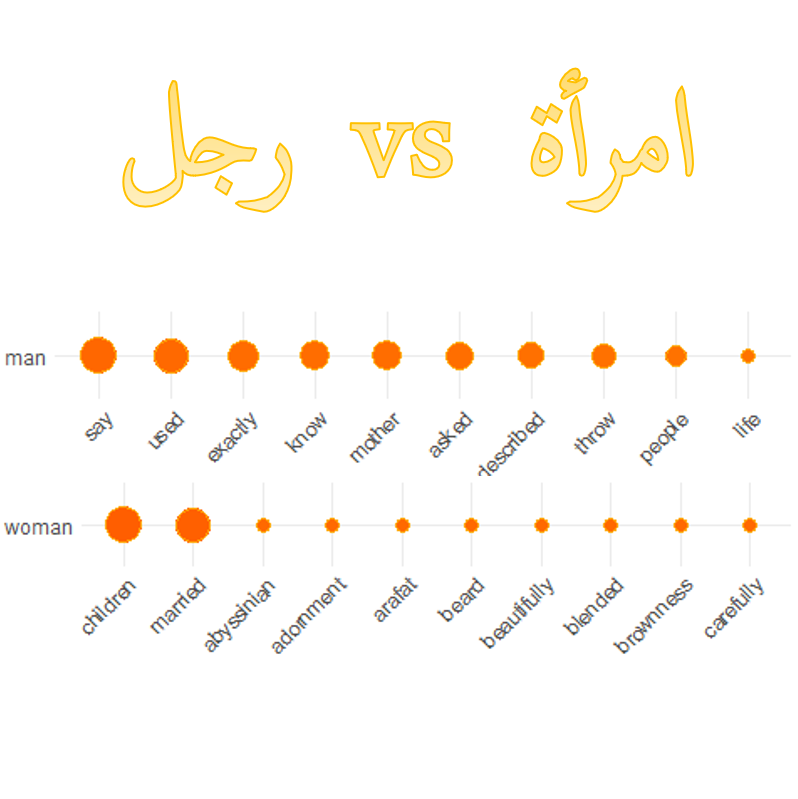 رجل vs امرأة
man
say used exactly know mother asked described throw people life
woman
children married abyssinian adornment arafat beard beautifully blended brownness carefully